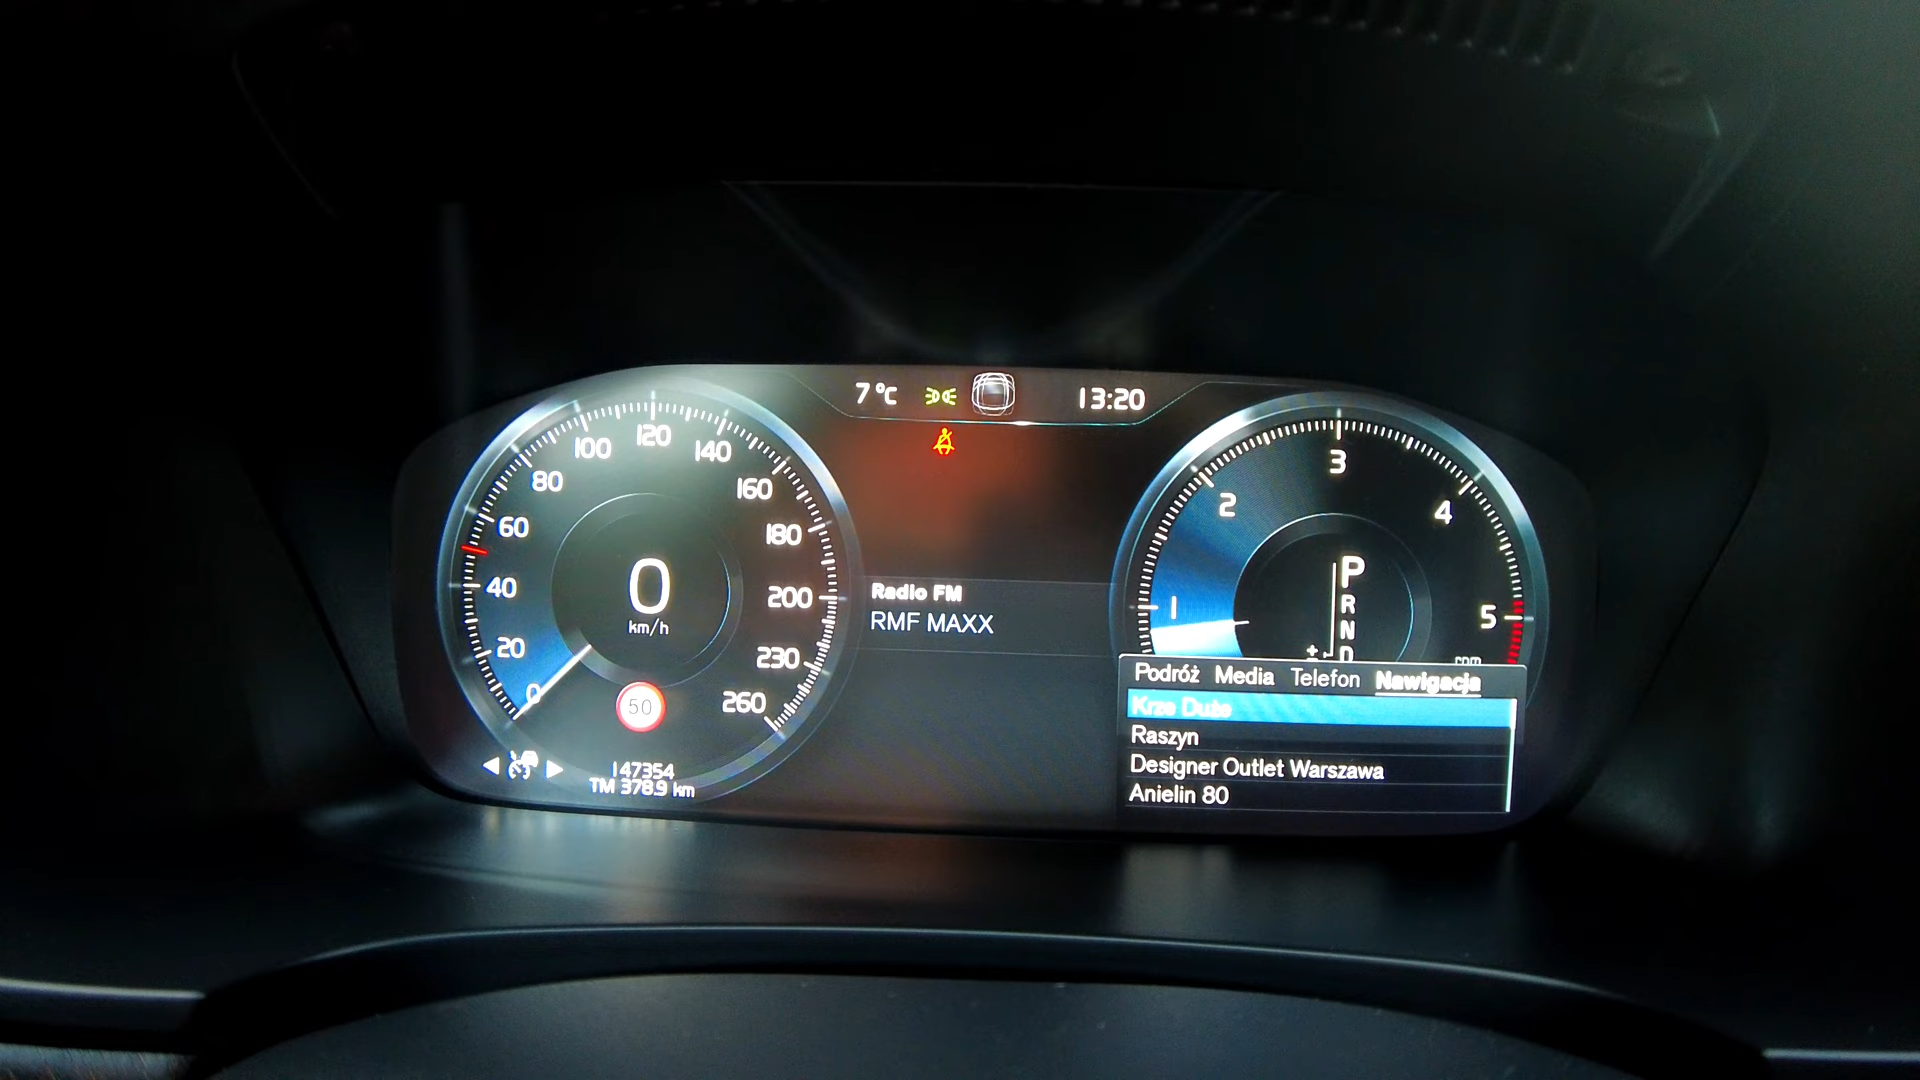 7 °C
13:20
0
20
40
60
80
100
120
140
160
180
200
230
260
0
km/h
50
147354
TM 378.9 km
Radio FM
RMF MAXX
1
2
3
4
5
P
R
N
D
±
rpm
Podróż Media Telefon Nawigacja
Krze Duże
Raszyn
Designer Outlet Warszawa
Anielin 80